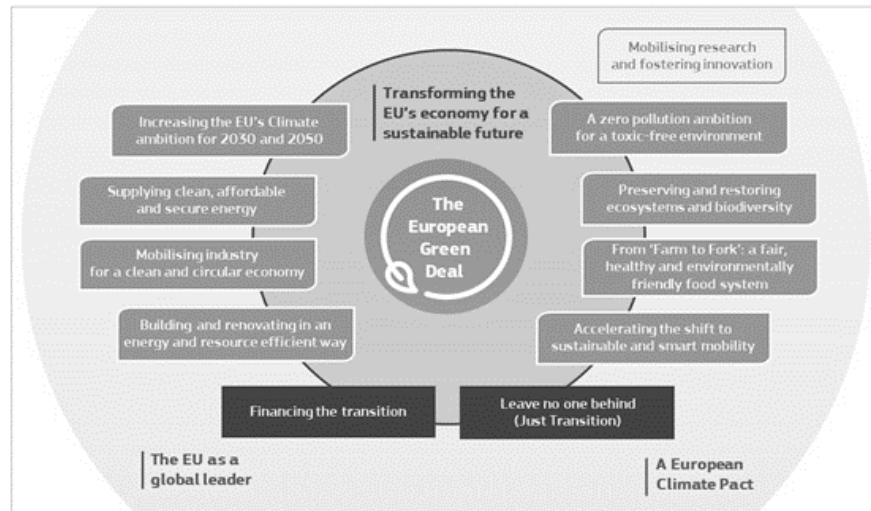 Mobilising research
and fostering innovation
Transforming the
EU's economy for a
sustainable future
Increasing the EU's Climate
ambition for 2030 and 2050
A zero pollution ambition
for a toxic-free environment
Supplying clean, affordable
and secure energy
The
European
Green
Deal
Preserving and restoring
ecosystems and biodiversity
Mobilising industry
for a clean and circular economy
From 'Farm to Fork': a fair,
healthy and environmentally
friendly food system
Building and renovating in an
energy and resource efficient way
Accelerating the shift to
sustainable and smart mobility
Financing the transition
Leave no one behind
(Just Transition)
The EU as a
global leader
A European
Climate Pact